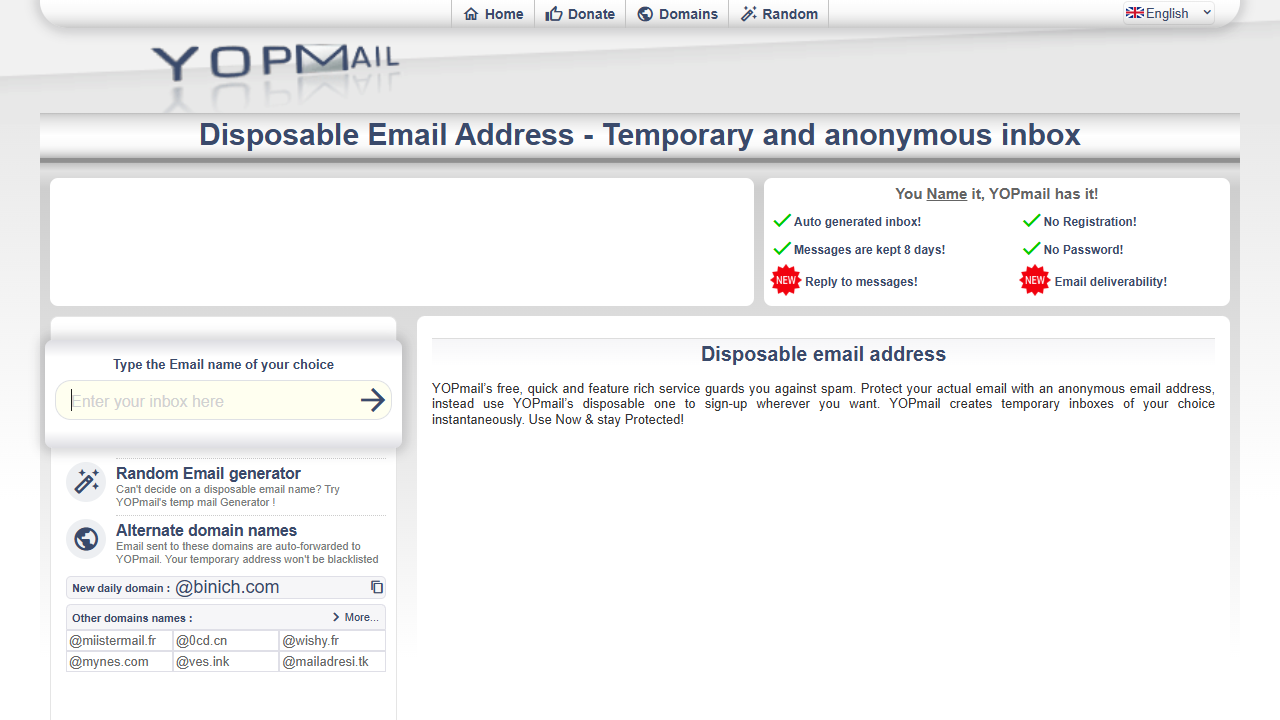 Home Donate Domains Random English
YOPMAIL
Disposable Email Address - Temporary and anonymous inbox
You Name it, YOPmail has it!
Auto generated inbox! No Registration!
Messages are kept 8 days! No Password!
NEW Reply to messages! NEW Email deliverability!
Type the Email name of your choice
Enter your inbox here
Random Email generator
Can't decide on a disposable email name? Try
YOPmail's temp mail Generator !
Alternate domain names
Email sent to these domains are auto-forwarded to
YOPmail. Your temporary address won't be blacklisted
New daily domain : @binich.com
Other domains names : More...
@miistermail.fr @0cd.cn @wishy.fr
@mynes.com @ves.ink @mailadresi.tk
Disposable email address
YOPmail's free, quick and feature rich service guards you against spam. Protect your actual email with an anonymous email address,
instead use YOPmail's disposable one to sign-up wherever you want. YOPmail creates temporary inboxes of your choice
instantaneously. Use Now & stay Protected!